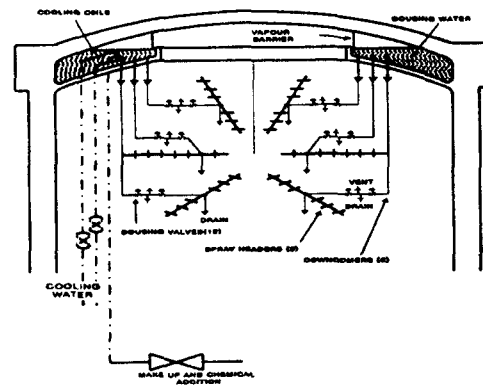 COOLING COILS
DOUSING WATER
VAPOUR
BARRIER
VENT
DRAIN
DRAIN
DOUSING VALVES (12)
SPRAY HEADERS (6)
DOWNCOMERS (6)
COOLING
WATER
MAKE UP AND CHEMICAL
ADDITION